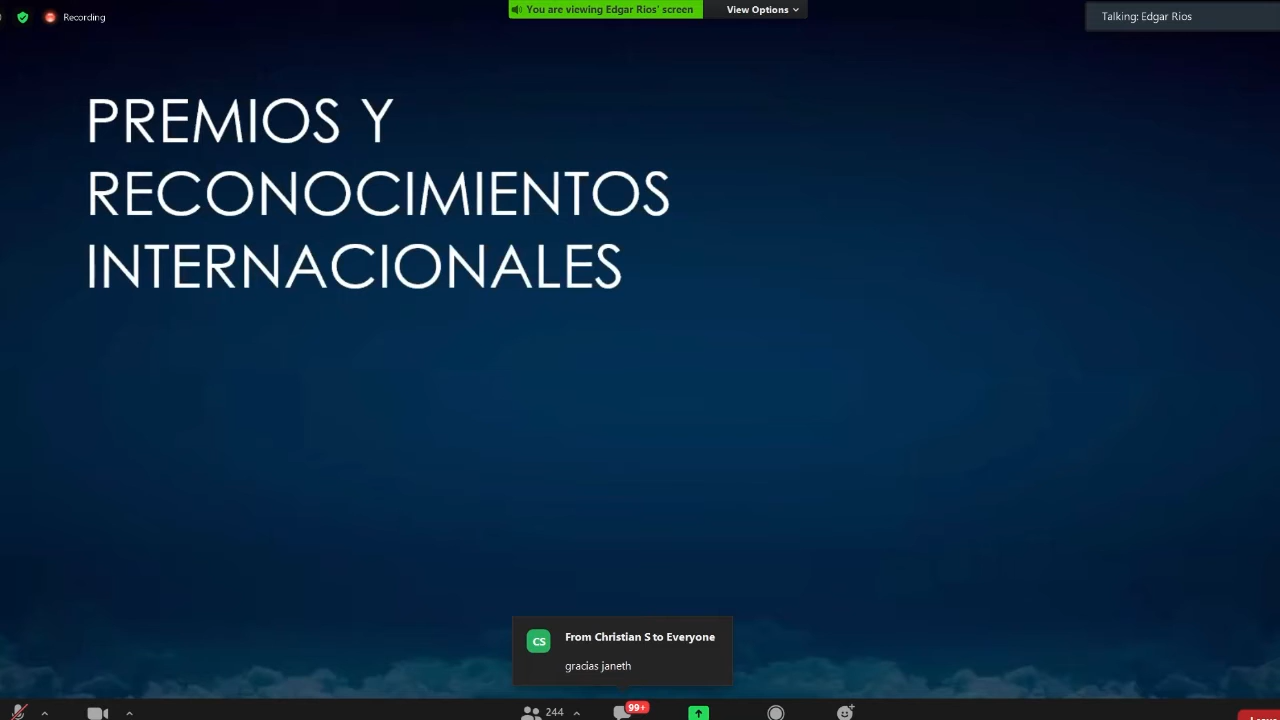 Recording
You are viewing Edgar Rios' screen
View Options
Talking: Edgar Rios
PREMIOS Y
RECONOCIMIENTOS
INTERNACIONALES
CS
From Christian S to Everyone
gracias janeth
244
99+